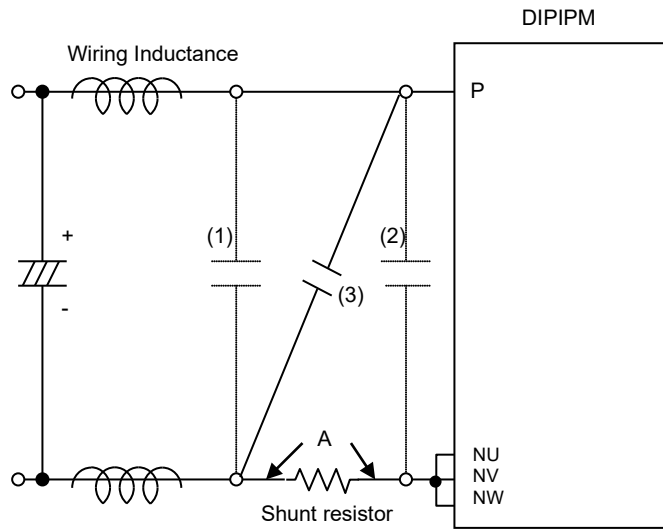 DIPIPM
Wiring Inductance
P
+
-
(1)
(2)
(3)
A
NU
NV
NW
Shunt resistor